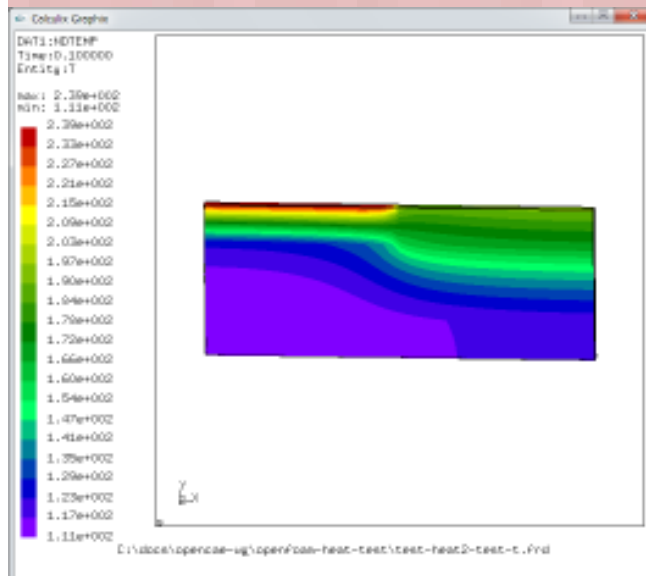 Calculix Graphix
DAT1:NDTEMP
Time:0.100000
Entity:T
max: 2.39e+002
min: 1.11e+002
2.39e+002
2.33e+002
2.27e+002
2.21e+002
2.15e+002
2.09e+002
2.03e+002
1.97e+002
1.90e+002
1.84e+002
1.78e+002
1.72e+002
1.66e+002
1.60e+002
1.54e+002
1.47e+002
1.41e+002
1.35e+002
1.29e+002
1.23e+002
1.17e+002
1.11e+002
Y
X
C:\docs\opencae-ug\openfoam-heat-test\test-heat2-test-t.frd